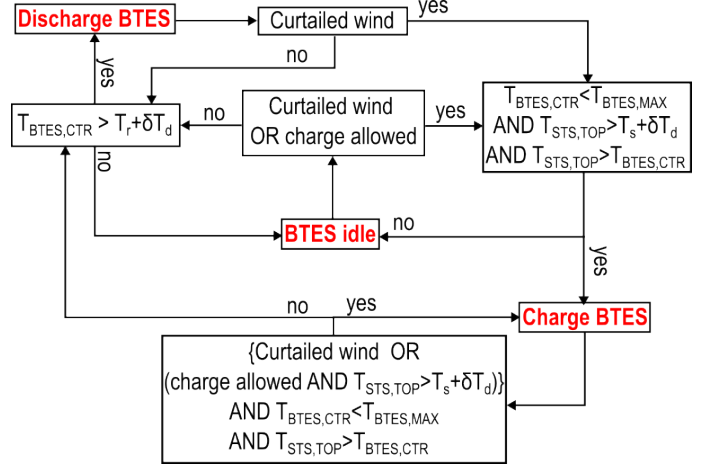 Discharge BTES
Curtailed wind
yes
no
yes
T_BTES,CTR > T_r+δT_d
no
Curtailed wind
OR charge allowed
yes
T_BTES,CTR<T_BTES,MAX
AND T_STS,TOP>T_s+δT_d
AND T_STS,TOP>T_BTES,CTR
no
BTES idle
no
yes
no
yes
Charge BTES
{Curtailed wind OR
(charge allowed AND T_STS,TOP>T_s+δT_d)}
AND T_BTES,CTR<T_BTES,MAX
AND T_STS,TOP>T_BTES,CTR